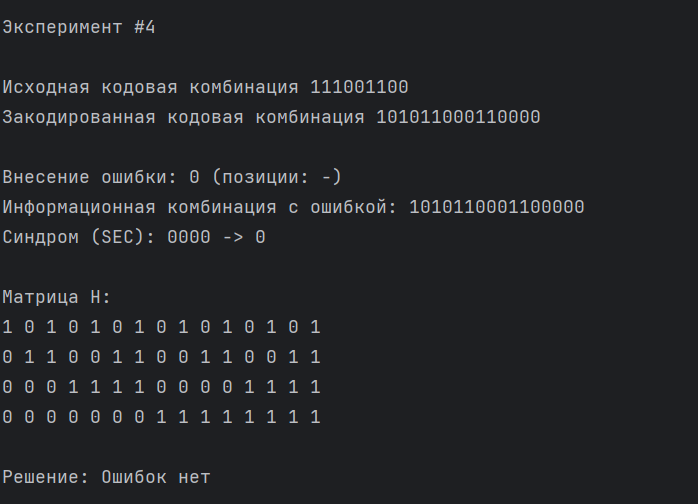 Эксперимент #4
Исходная кодовая комбинация 111001100
Закодированная кодовая комбинация 101011000110000
Внесение ошибки: 0 (позиции: -)
Информационная комбинация с ошибкой: 1010110001100000
Синдром (SEC): 0000 -> 0
Матрица H:
1 0 1 0 1 0 1 0 1 0 1 0 1 0 1
0 1 1 0 0 1 1 0 0 1 1 0 0 1 1
0 0 0 1 1 1 1 0 0 0 0 1 1 1 1
0 0 0 0 0 0 0 1 1 1 1 1 1 1 1
Решение: Ошибок нет